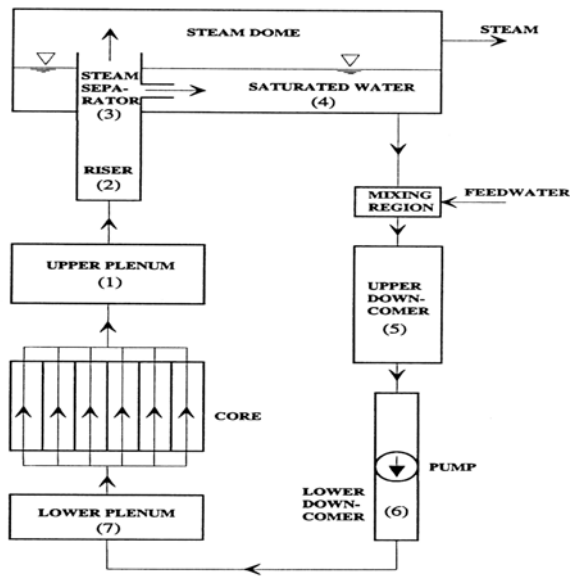 STEAM DOME
STEAM
STEAM
SEPA-
RATOR
(3)
SATURATED WATER
(4)
RISER
(2)
MIXING
REGION
FEEDWATER
UPPER PLENUM
(1)
UPPER
DOWN-
COMER
(5)
CORE
PUMP
LOWER
DOWN-
COMER
(6)
LOWER PLENUM
(7)